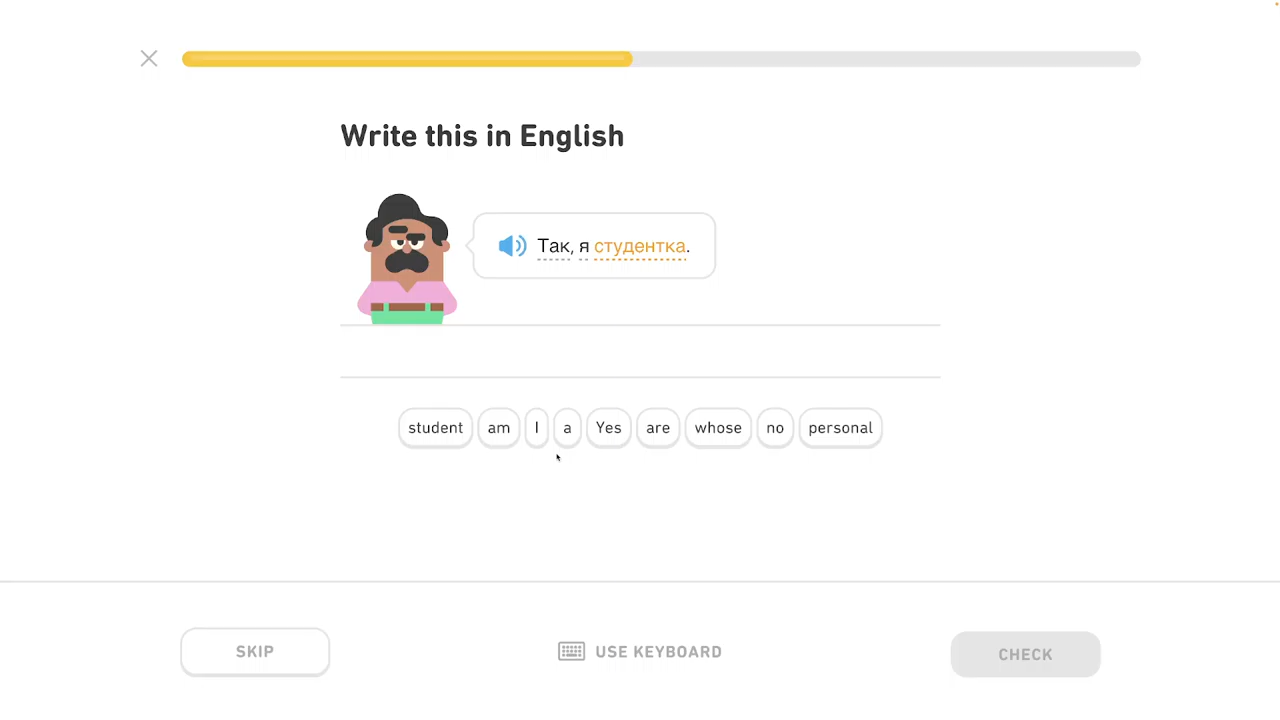 Write this in English
Так, я студентка.
student am I a Yes are whose no personal
SKIP USE KEYBOARD CHECK